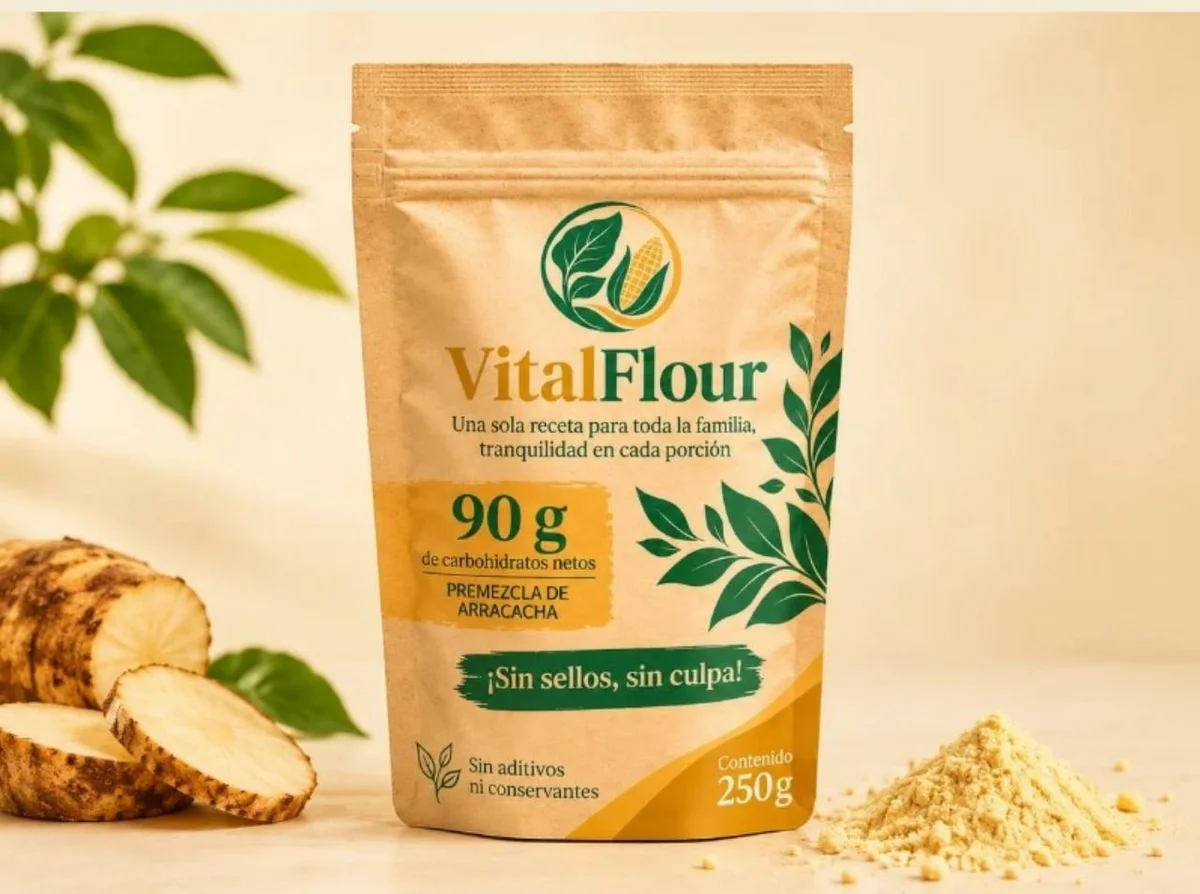 VitalFlour
Una sola receta para toda la familia,
tranquilidad en cada porción
90 g
de carbohidratos netos
PREMEZCLA DE
ARRACACHA
¡Sin sellos, sin culpa!
Sin aditivos
ni conservantes
Contenido
250g